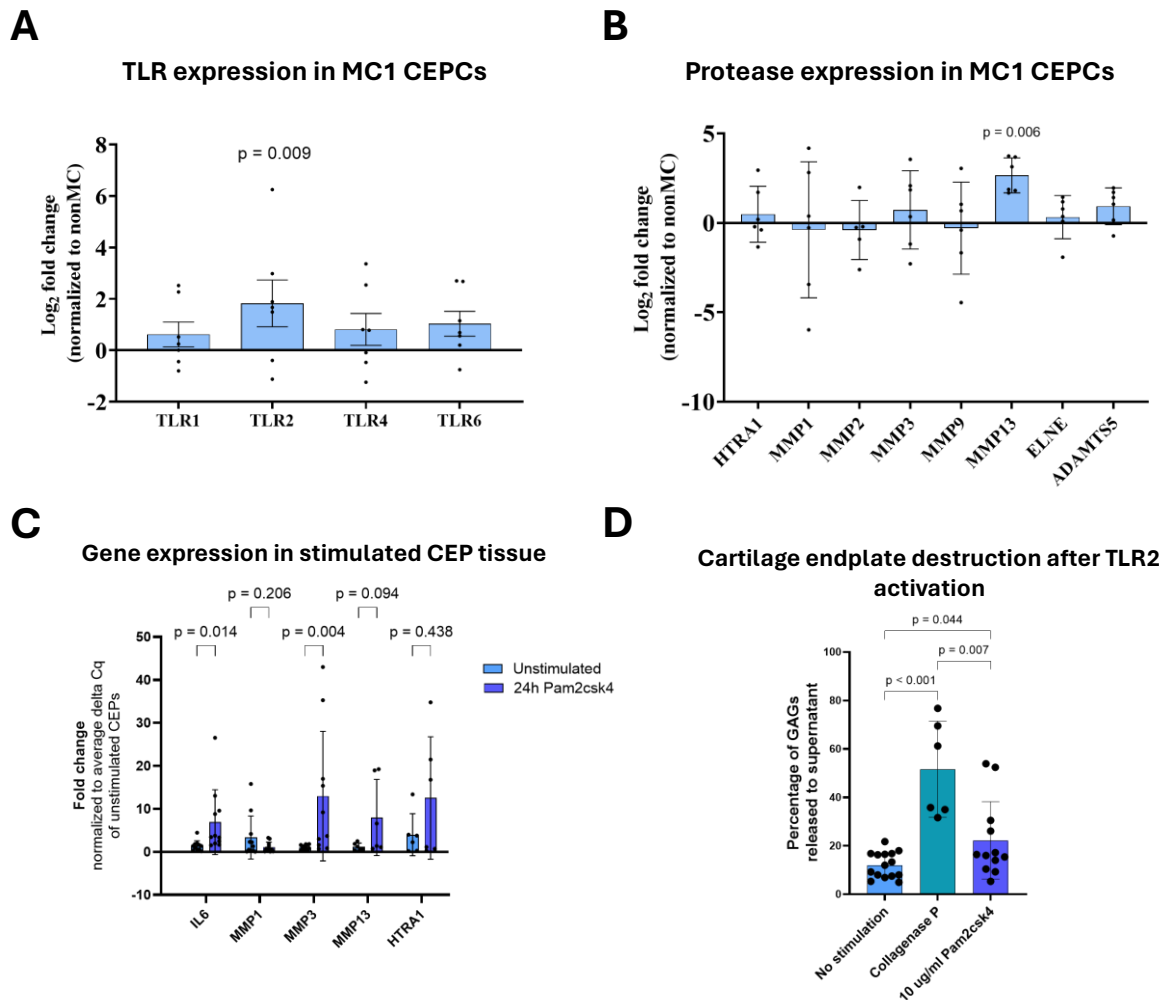 A
TLR expression in MC1 CEPCs
p = 0.009
Log2 fold change
(normalized to nonMC)
8
6
4
2
0
-2
TLR1
TLR2
TLR4
TLR6
B
Protease expression in MC1 CEPCs
p = 0.006
Log2 fold change
(normalized to nonMC)
5
0
-5
-10
HTRA1
MMP1
MMP2
MMP3
MMP9
MMP13
ELNE
ADAMTS5
C
Gene expression in stimulated CEP tissue
p = 0.206
p = 0.094
p = 0.014
p = 0.004
p = 0.438
Fold change
normalized to average delta Cq
of unstimulated CEPs
50
40
30
20
10
0
-10
IL6
MMP1
MMP3
MMP13
HTRA1
Unstimulated
24h Pam2csk4
D
Cartilage endplate destruction after TLR2
activation
p = 0.044
p = 0.007
p < 0.001
Percentage of GAGs
released to supernatant
100
80
60
40
20
0
No stimulation
Collagenase P
10 ug/ml Pam2csk4